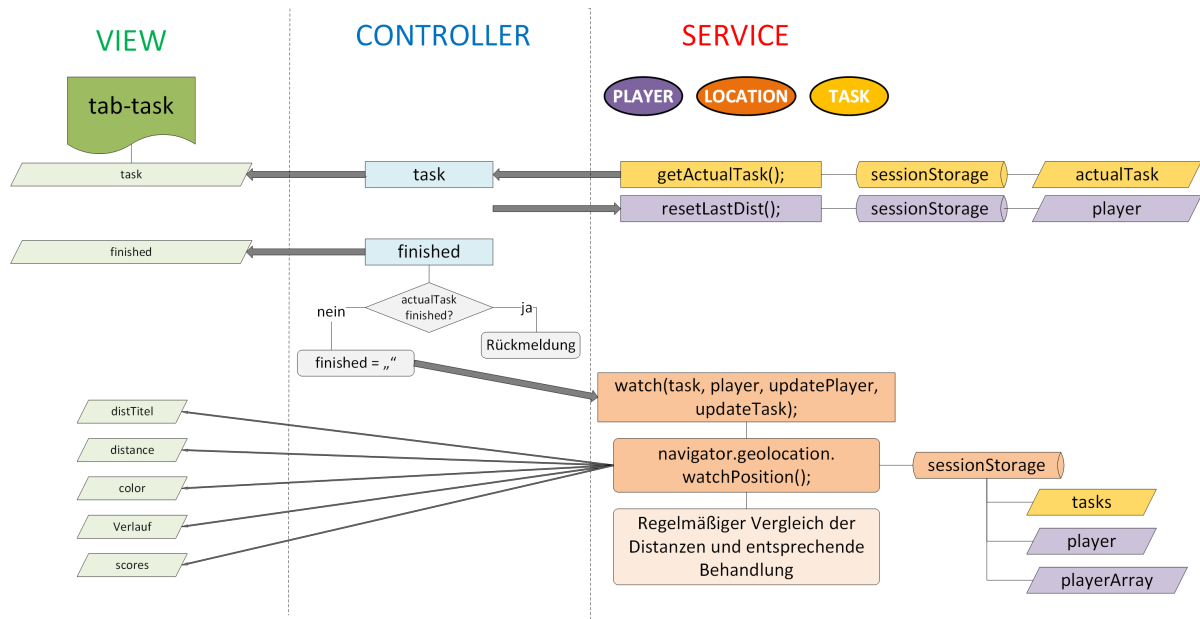 VIEW
CONTROLLER
SERVICE
tab-task
PLAYER
LOCATION
TASK
task
task
getActualTask();
sessionStorage
actualTask
resetLastDist();
sessionStorage
player
finished
finished
actualTask
finished?
nein
ja
Rückmeldung
finished = „“
watch(task, player, updatePlayer,
updateTask);
distTitel
distance
color
Verlauf
scores
navigator.geolocation.
watchPosition();
sessionStorage
tasks
player
playerArray
Regelmäßiger Vergleich der
Distanzen und entsprechende
Behandlung